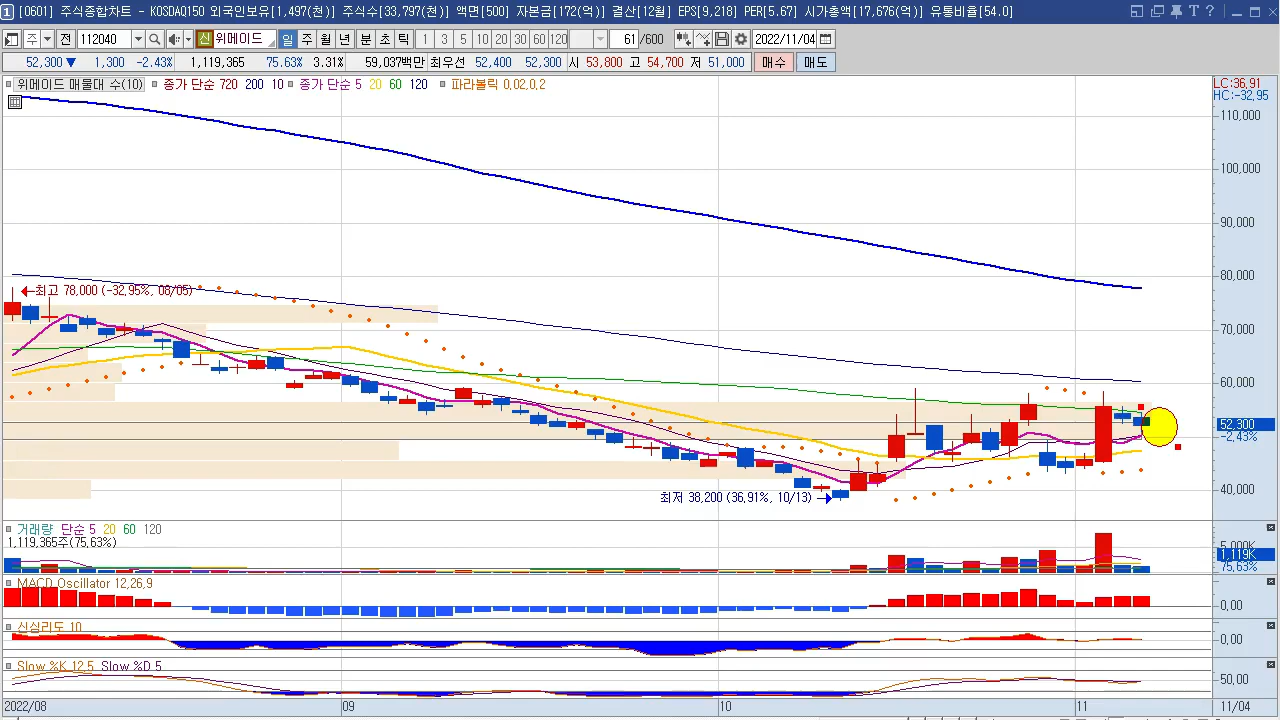 1 [0601] 주식종합차트 - KOSDAQ150 외국인보유[1,497(천)] 주식수[33,797(천)] 액면[500] 자본금[172(억)] 결산[12월] EPS[9,218] PER[5.67] 시가총액[17,676(억)] 유통비율[54.0] T ?
주 전 112040 신 위메이드 일 주 월 년 분 초 틱 1 3 5 10 20 30 60 120 61 /600 2022/11/04
52,300 ▼ 1,300 -2.43% 1,119,365 75.63% 3.31% 59,037백만 최우선 52,400 52,300 시 53,800 고 54,700 저 51,000 매수 매도
위메이드 매물대 수(10) 종가 단순 720 200 10 종가 단순 5 20 60 120 파라볼릭 0,02,0,2
LC:36,91
HC:-32,95
110,000
100,000
90,000
80,000
최고 78,000 (-32,95%, 08/05)
70,000
60,000
52,300
-2,43%
40,000
최저 38,200 (36,91%, 10/13)
거래량 단순 5 20 60 120
1,119,365주(75,63%)
5,000K
1,119K
75,63%
MACD Oscillator 12,26,9
0,00
신심리도 10
0,00
Slow %K 12,5 Slow %D 5
50,00
2022/08 09 10 11 11/04